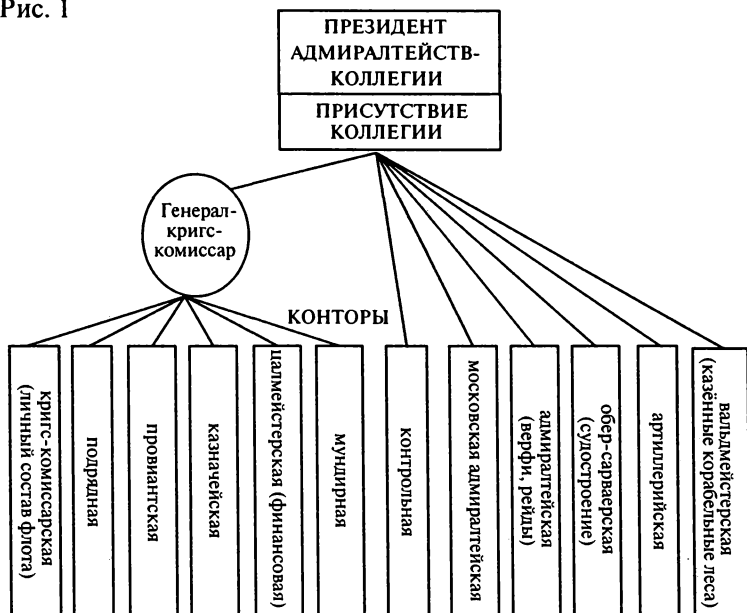 Рис. 1
ПРЕЗИДЕНТ
АДМИРАЛТЕЙСТВ-
КОЛЛЕГИИ
ПРИСУТСТВИЕ
КОЛЛЕГИИ
Генерал-
кригс-
комиссар
КОНТОРЫ
кригс-комиссарская
(личный состав флота)
подрядная
провиантская
казначейская
цалмейстерская (финансовая)
мундирная
контрольная
московская адмиралтейская
адмиралтейская
(верфи, рейды)
обер-сарваерская
(судостроение)
артиллерийская
вальдмейстерская
(казённые корабельные леса)